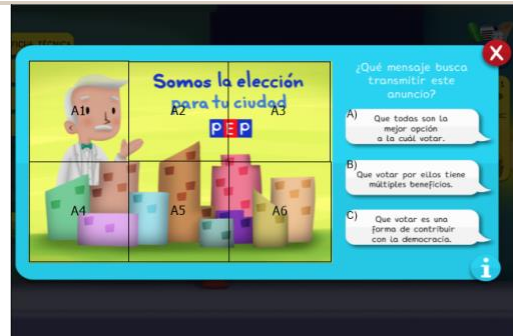 FICHA TÉCNICA
X
Somos la elección
para tu ciudad
PEP
A1
A2
A3
A4
A5
A6
¿Qué mensaje busca
transmitir este
anuncio?
A)
Que todas son la
mejor opción
a la cuál votar.
B)
Que votar por ellos tiene
múltiples beneficios.
C)
Que votar es una
forma de contribuir
con la democracia.
i